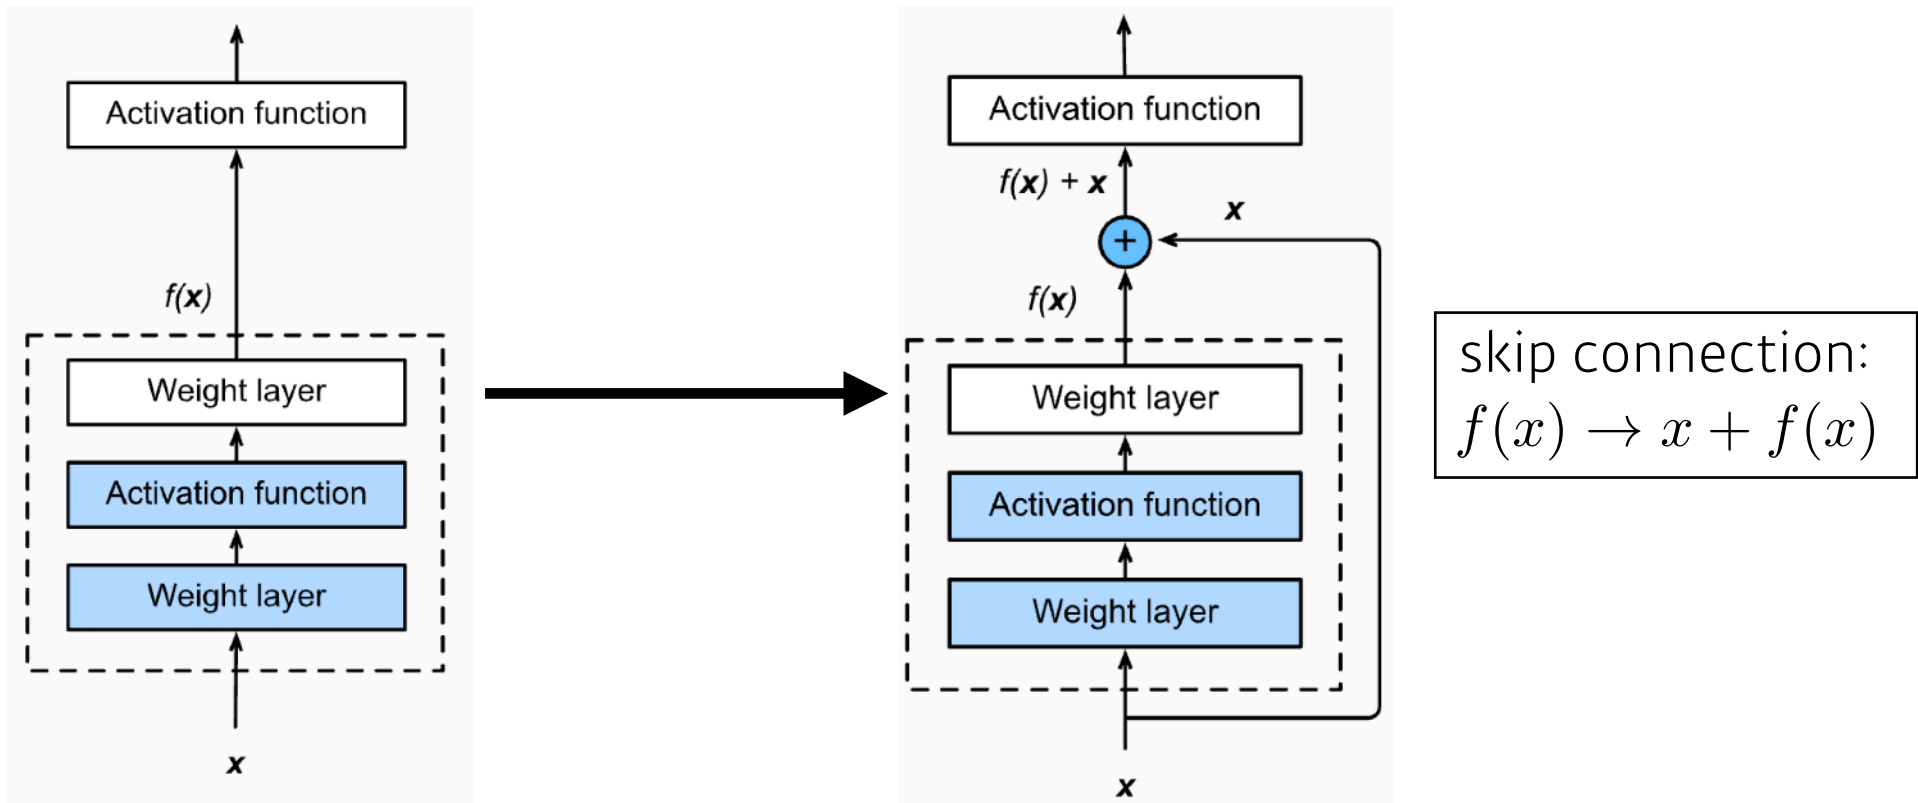 Activation function
f(x)
Weight layer
Activation function
Weight layer
x
Activation function
f(x) + x
x
+
f(x)
Weight layer
Activation function
Weight layer
x
skip connection:
f(x) → x + f(x)